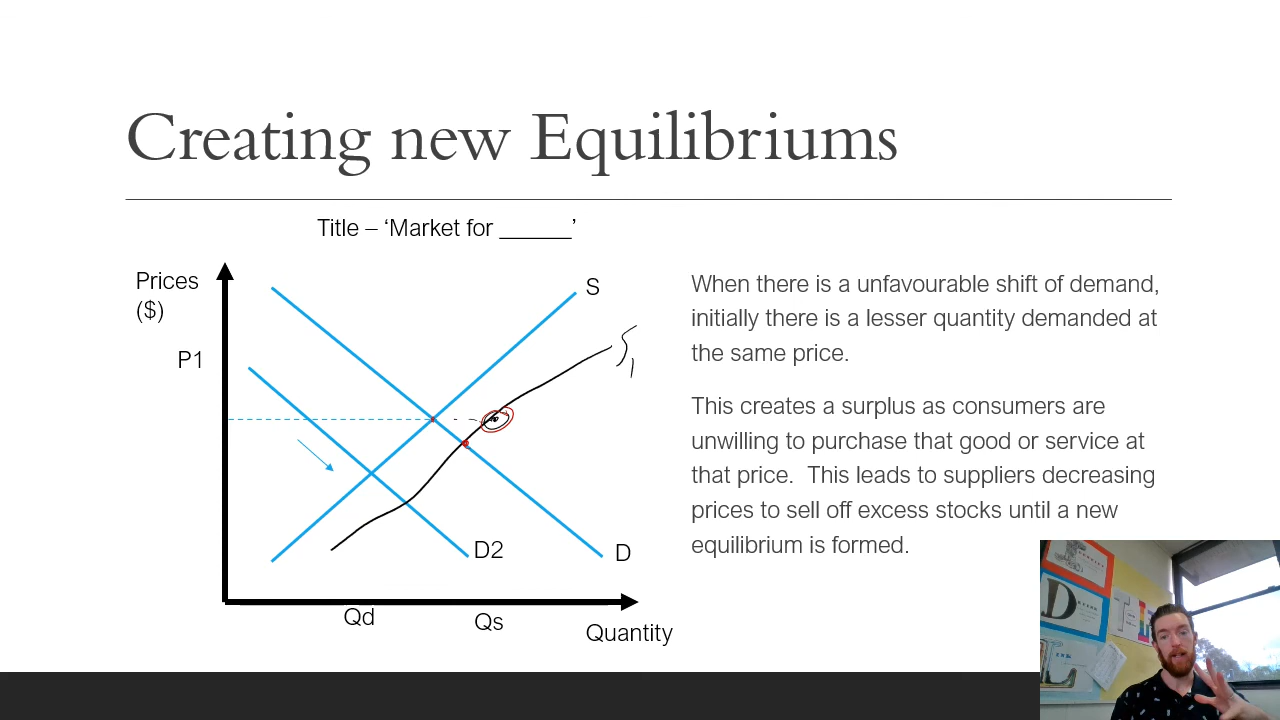 Creating new Equilibriums
Title – ‘Market for ______’
Prices
($)
P1
S
D2
D
Qd
Qs
Quantity
When there is a unfavourable shift of demand,
initially there is a lesser quantity demanded at
the same price.
This creates a surplus as consumers are
unwilling to purchase that good or service at
that price.  This leads to suppliers decreasing
prices to sell off excess stocks until a new
equilibrium is formed.